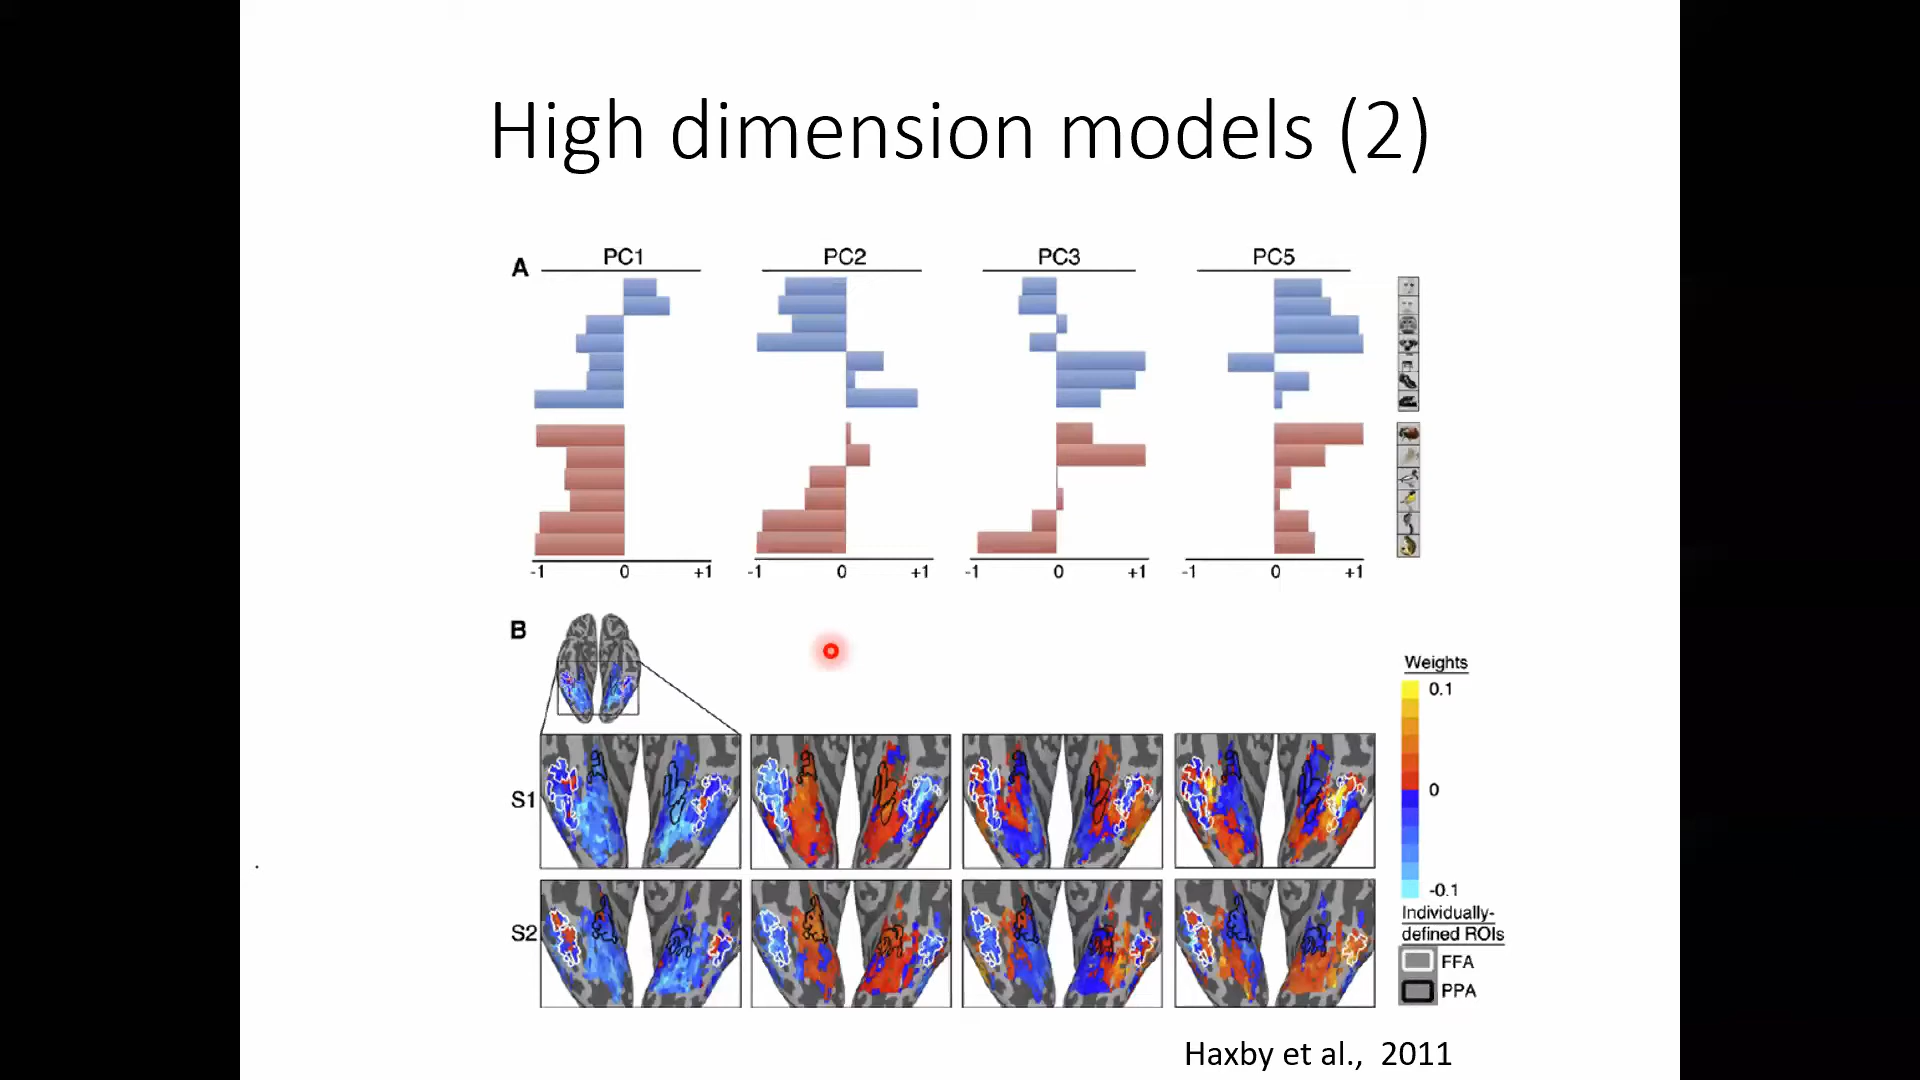 High dimension models (2)
A
PC1
PC2
PC3
PC5
-1 0 +1
-1 0 +1
-1 0 +1
-1 0 +1
B
Weights
0.1
0
-0.1
S1
S2
Individually-
defined ROIs
FFA
PPA
Haxby et al., 2011